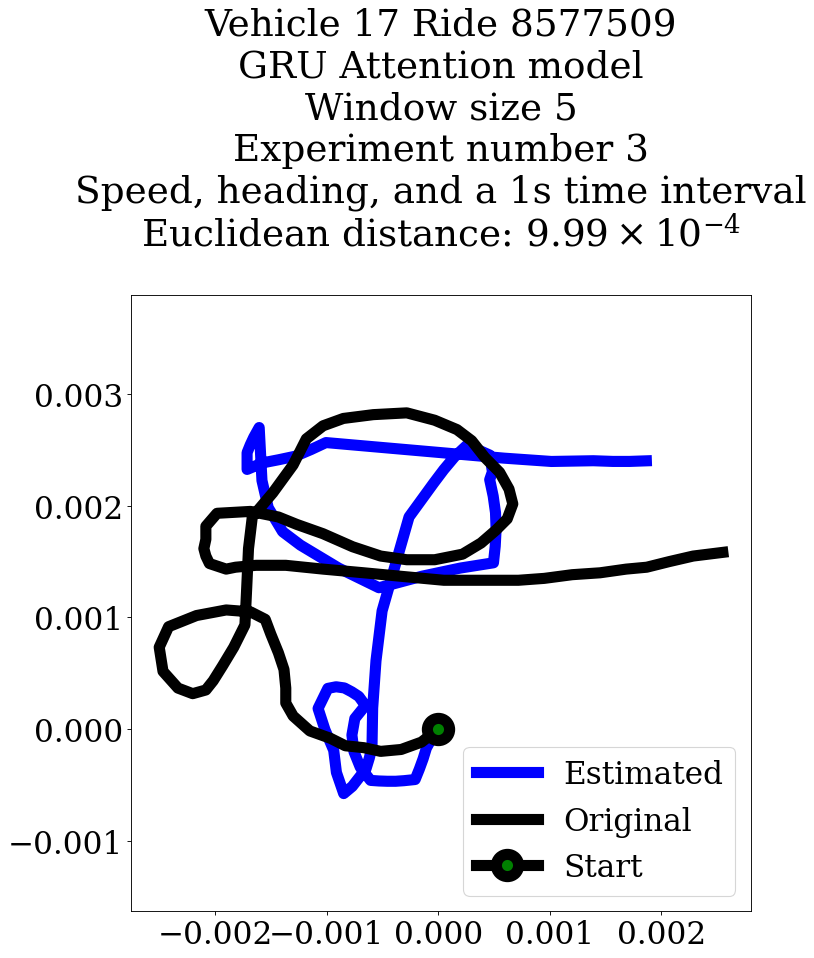 Vehicle 17 Ride 8577509
GRU Attention model
Window size 5
Experiment number 3
Speed, heading, and a 1s time interval
Euclidean distance: 9.99 × 10⁻⁴
0.003
0.002
0.001
0.000
−0.001
Estimated
Original
Start
−0.002 −0.001 0.000 0.001 0.002